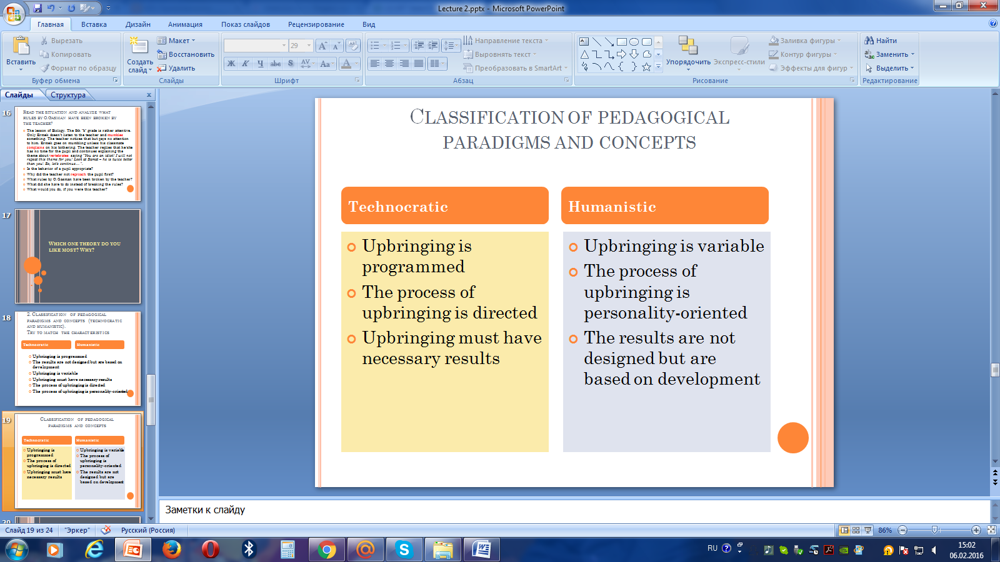 Lecture 2.pptx - Microsoft PowerPoint
Главная Вставка Дизайн Анимация Показ слайдов Рецензирование Вид
Вставить
Вырезать
Копировать
Формат по образцу
Буфер обмена
Создать слайд
Макет
Восстановить
Удалить
Слайды
29
Ж К Ч abc S AV Aa A
Шрифт
Направление текста
Выровнять текст
Преобразовать в SmartArt
Абзац
Упорядочить
Экспресс-стили
Заливка фигуры
Контур фигуры
Эффекты для фигур
Рисование
Найти
Заменить
Выделить
Редактирование
Слайды Структура
16
READ THE SITUATION AND ANALYZE WHAT
RULES BY O.GASMAN HAVE BEEN BROKEN BY
THE TEACHER?
The lesson of Biology. The 8th "b" grade is rather attentive.
Only Ermek doesn't listen to the teacher and mumbles
something. The teacher notices that but pays no attention
to him. Ermek goes on mumbling unless his classmate
complains on his bothering. The teacher replies that he/she
has no time for the pupil and continues explaining the
theme about vertebrates saying "You are an idiot! I will not
repeat this theme for you! Look at Samat – he is twice better
than you! So, let's continue…".
Is the behavior of a pupil appropriate?
Why did the teacher not reproach the pupil first?
What rules by O.Gasman have been broken by the teacher?
What did she have to do instead of breaking the rules?
What would you do, if you were this teacher?
17
WHICH ONE THEORY DO YOU
LIKE MOST? WHY?
18
2. CLASSIFICATION OF PEDAGOGICAL
PARADIGMS AND CONCEPTS (TECHNOCRATIC
AND HUMANISTIC).
TRY TO MATCH THE CHARACTERISTICS
Technocratic Humanistic
Upbringing is programmed
The results are not designed but are based on
development
Upbringing is variable
Upbringing must have necessary results
The process of upbringing is directed
The process of upbringing is personality-oriented
19
CLASSIFICATION OF PEDAGOGICAL
PARADIGMS AND CONCEPTS
Technocratic
Upbringing is
programmed
The process of
upbringing is directed
Upbringing must have
necessary results
Humanistic
Upbringing is variable
The process of
upbringing is
personality-oriented
The results are not
designed but are
based on development
20
CLASSIFICATION OF PEDAGOGICAL
PARADIGMS AND CONCEPTS
Technocratic
Upbringing is
programmed
The process of
upbringing is directed
Upbringing must have
necessary results
Humanistic
Upbringing is variable
The process of
upbringing is
personality-oriented
The results are not
designed but are
based on development
Заметки к слайду
Слайд 19 из 24 "Эркер" Русский (Россия) 86%
RU 15:02
06.02.2016